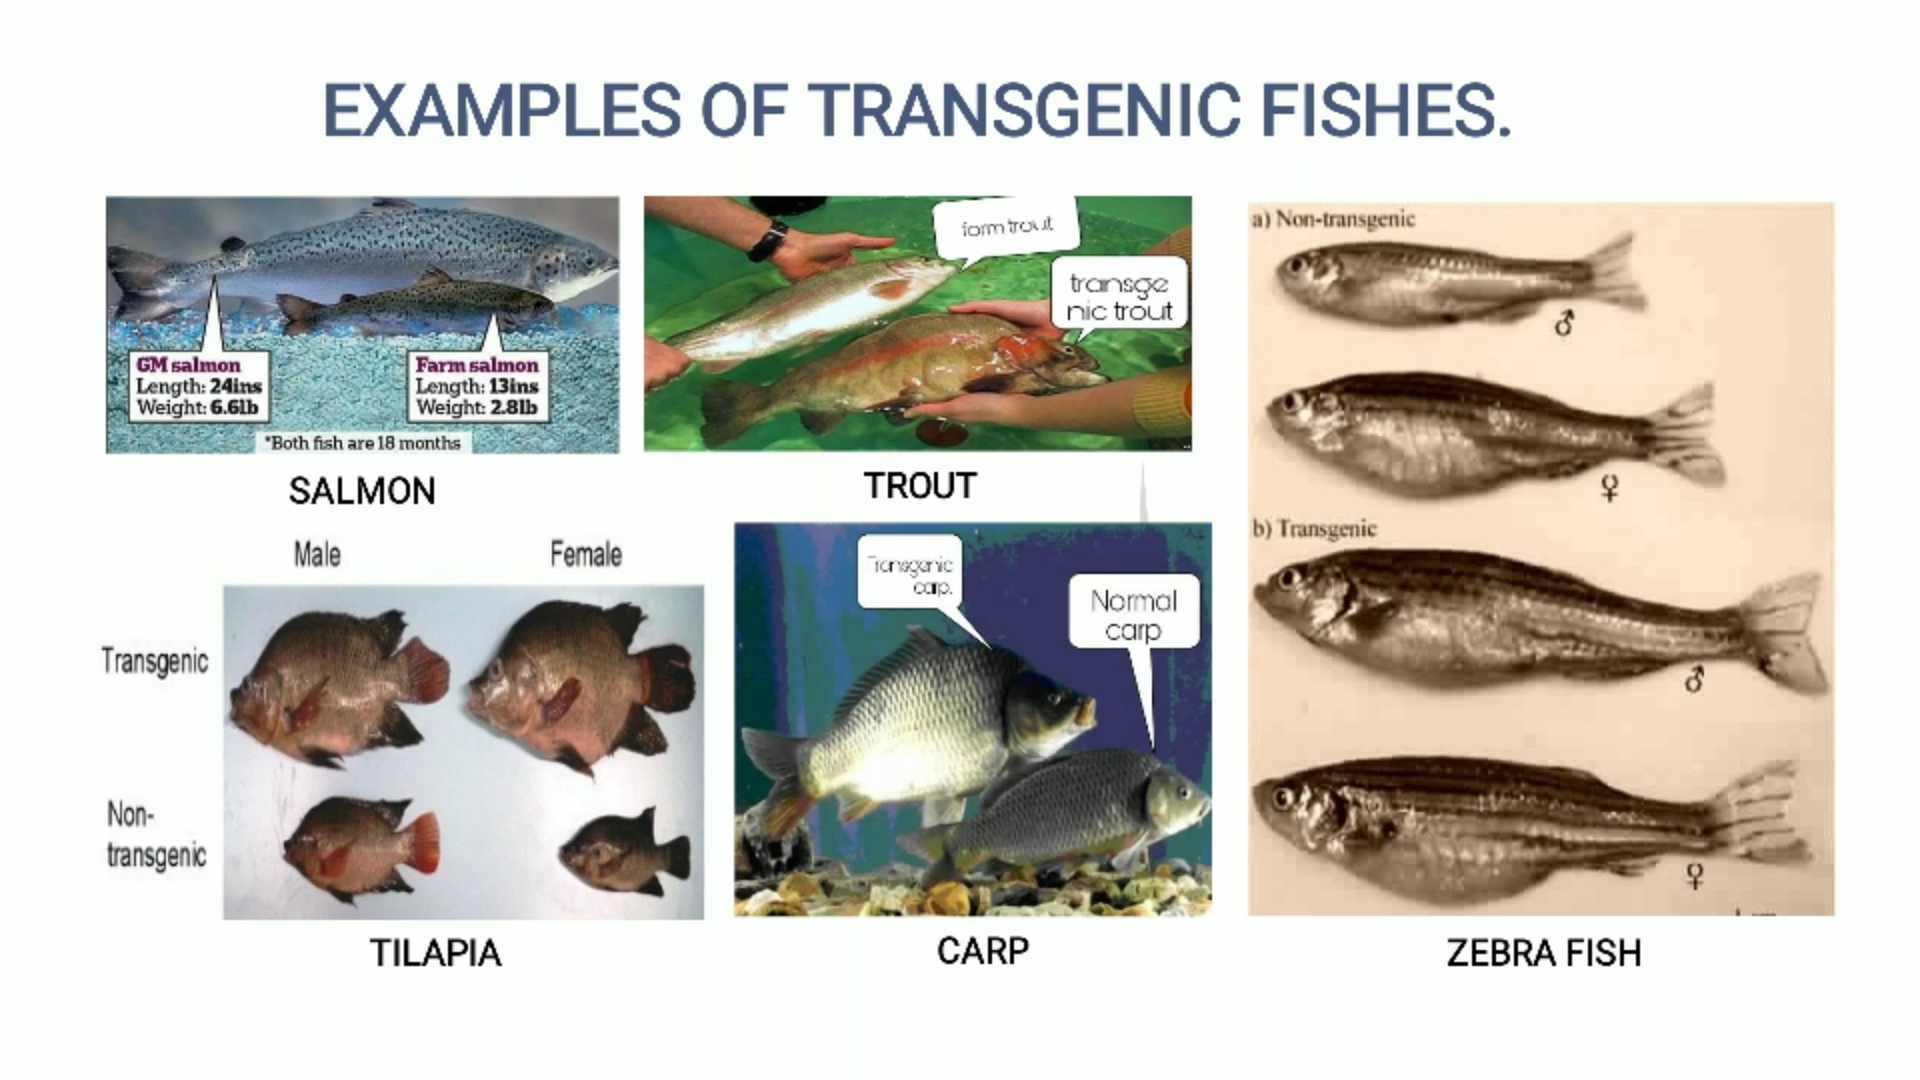 EXAMPLES OF TRANSGENIC FISHES.
GM salmon
Length: 24ins
Weight: 6.6lb
Farm salmon
Length: 13ins
Weight: 2.8lb
*Both fish are 18 months
SALMON
form trout
transge
nic trout
TROUT
Male
Female
Transgenic
Non-
transgenic
TILAPIA
Transgenic
carp.
Normal
carp
CARP
a) Non-transgenic
♂
♀
b) Transgenic
♂
♀
ZEBRA FISH